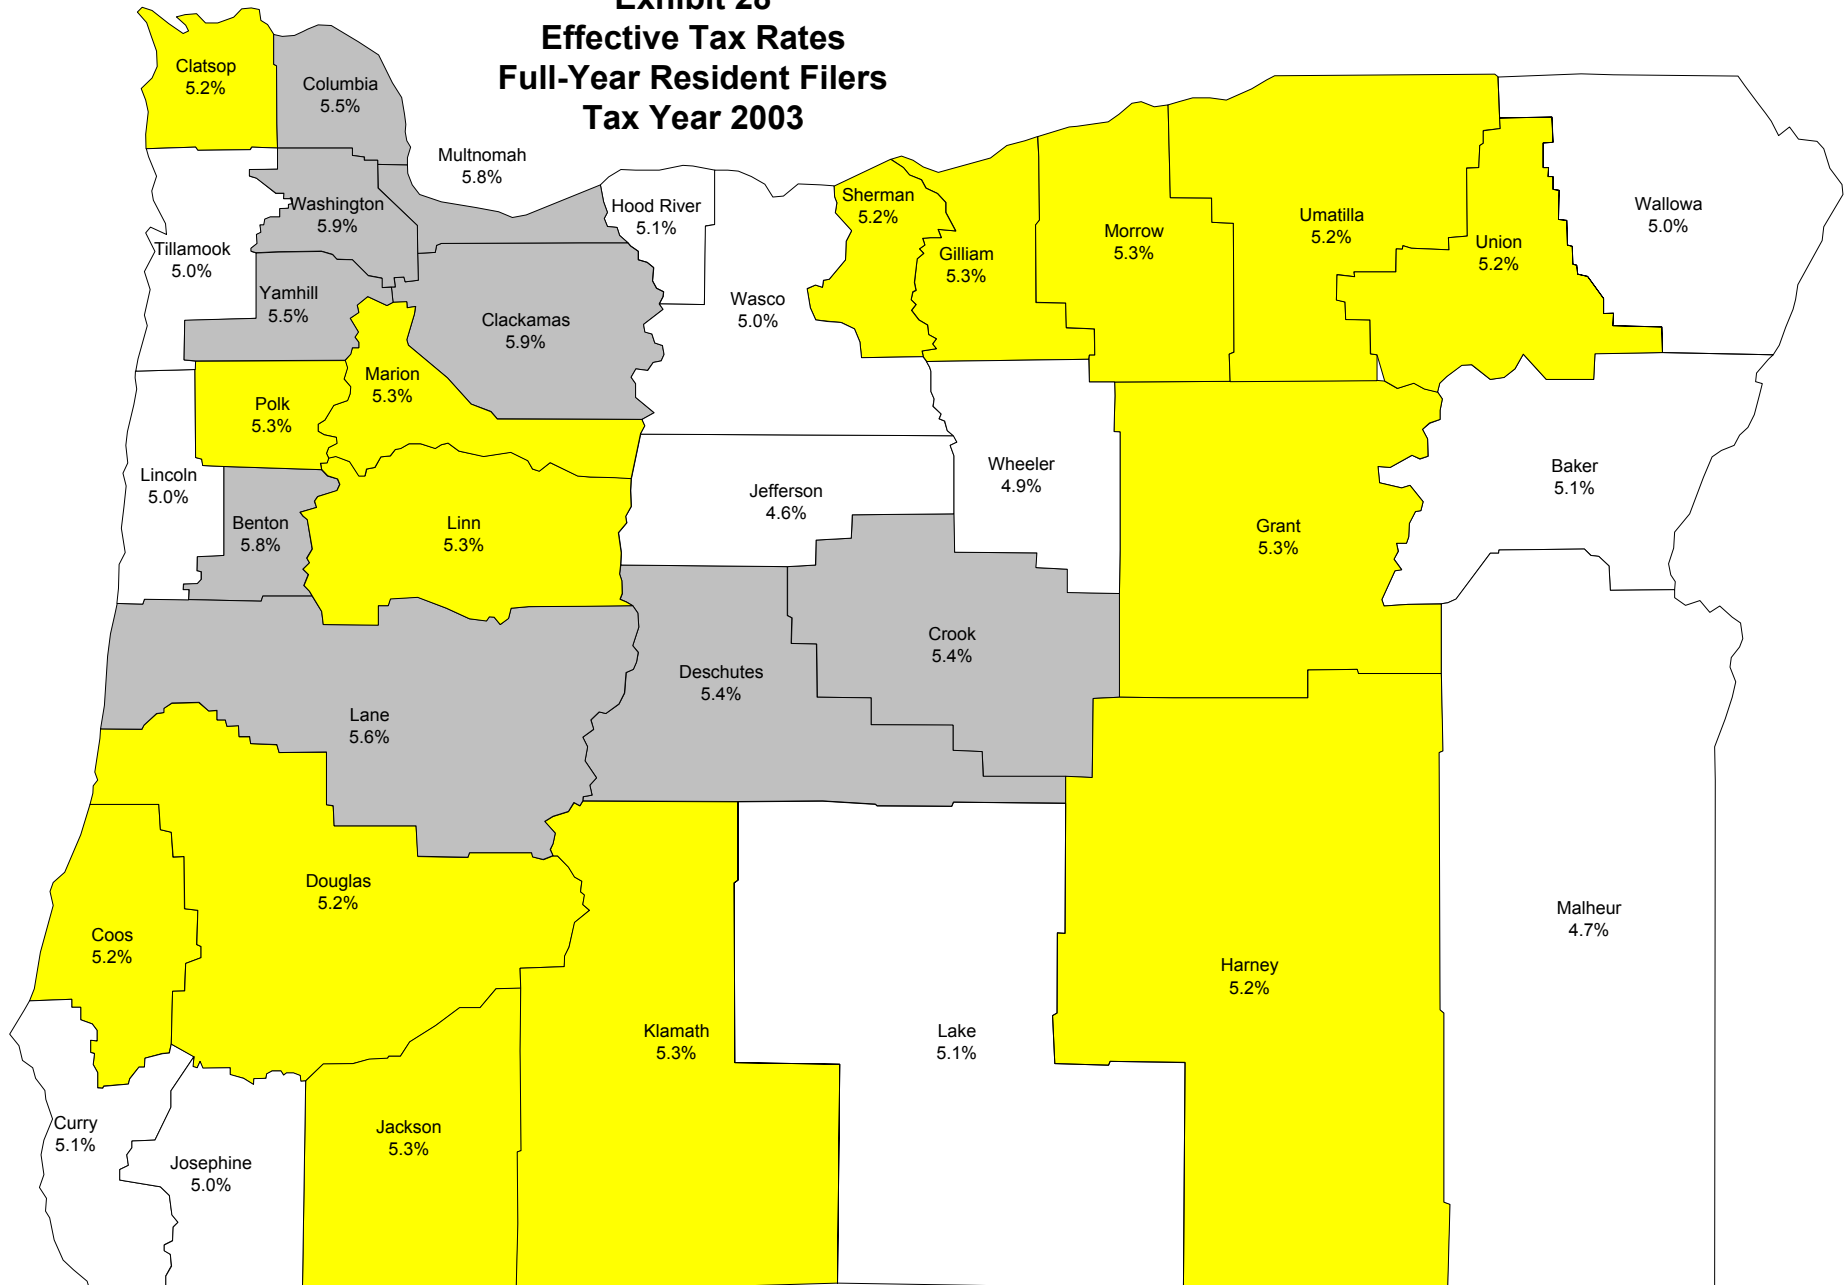 Exhibit 28
Effective Tax Rates
Full-Year Resident Filers
Tax Year 2003
Clatsop
5.2%
Columbia
5.5%
Multnomah
5.8%
Washington
5.9%
Hood River
5.1%
Sherman
5.2%
Gilliam
5.3%
Morrow
5.3%
Umatilla
5.2%
Union
5.2%
Wallowa
5.0%
Tillamook
5.0%
Yamhill
5.5%
Clackamas
5.9%
Wasco
5.0%
Marion
5.3%
Polk
5.3%
Lincoln
5.0%
Benton
5.8%
Linn
5.3%
Jefferson
4.6%
Wheeler
4.9%
Grant
5.3%
Baker
5.1%
Crook
5.4%
Deschutes
5.4%
Lane
5.6%
Douglas
5.2%
Coos
5.2%
Malheur
4.7%
Harney
5.2%
Klamath
5.3%
Lake
5.1%
Curry
5.1%
Jackson
5.3%
Josephine
5.0%